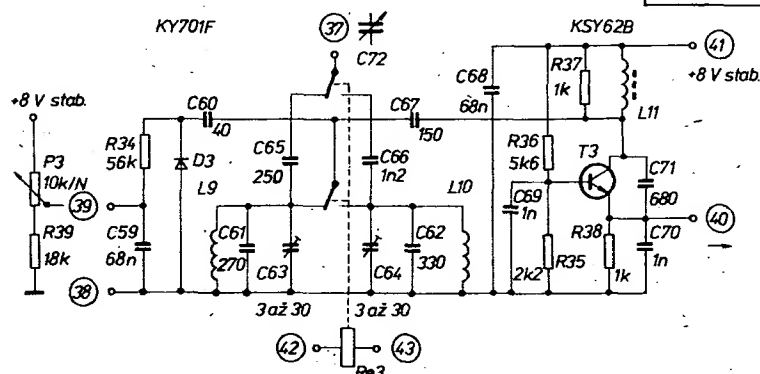 KY701F
37
C72
KSY62B
41
+8 V stab.
+8 V stab.
P3
10k/N
39
R39
18k
38
R34
56k
C59
68n
D3
C60
40
L9
C61
270
C65
250
C63
3 až 30
C66
1n2
C64
3 až 30
C67
150
C62
330
L10
C68
68n
R37
1k
L11
R36
5k6
T3
C69
1n
C71
680
40
2k2
R35
R38
1k
C70
1n
42
43
Re3